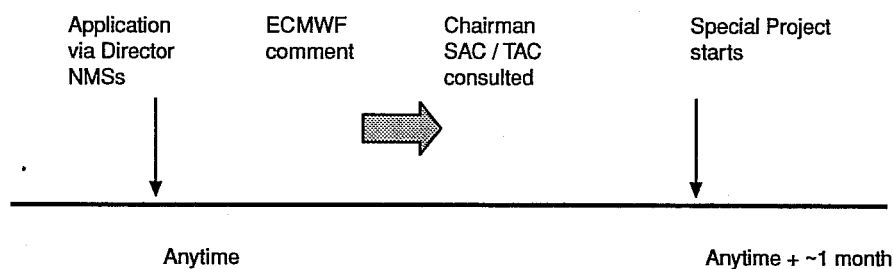 Application
via Director
NMSs
ECMWF
comment
Chairman
SAC / TAC
consulted
Special Project
starts
Anytime
Anytime + ~1 month